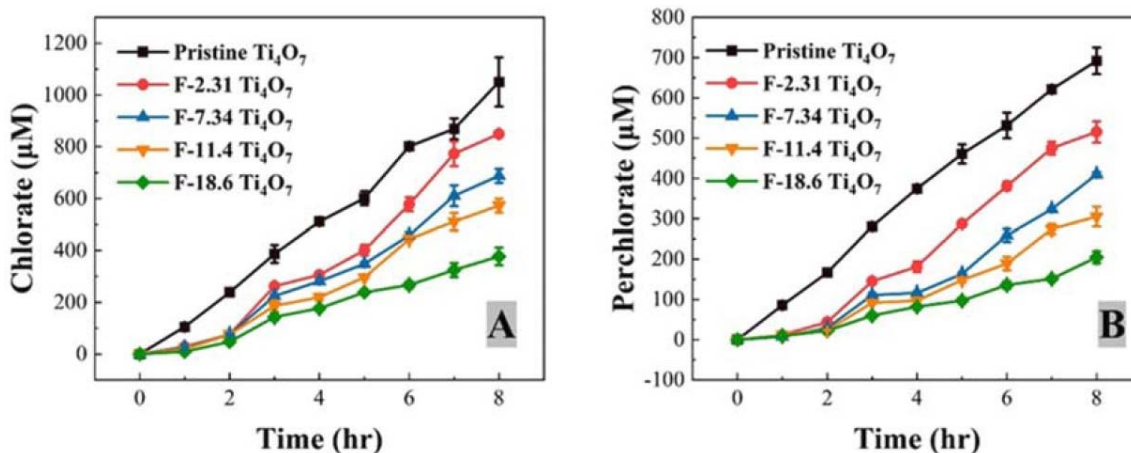 1200
1000
800
600
400
200
0
Chlorate (µM)
Pristine Ti₄O₇
F-2.31 Ti₄O₇
F-7.34 Ti₄O₇
F-11.4 Ti₄O₇
F-18.6 Ti₄O₇
A
0 2 4 6 8
Time (hr)
800
700
600
500
400
300
200
100
0
-100
Perchlorate (µM)
Pristine Ti₄O₇
F-2.31 Ti₄O₇
F-7.34 Ti₄O₇
F-11.4 Ti₄O₇
F-18.6 Ti₄O₇
B
0 2 4 6 8
Time (hr)